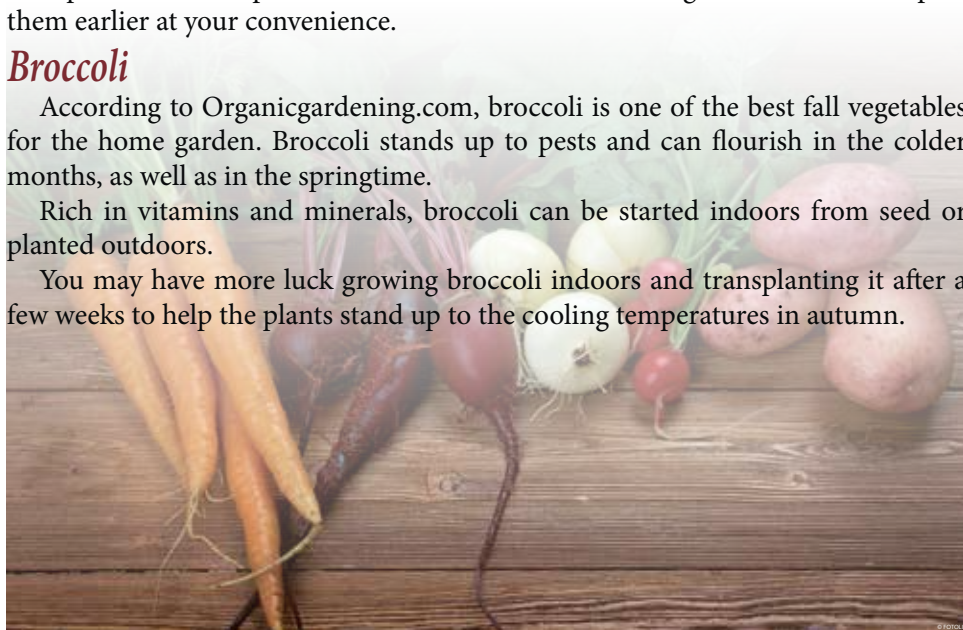 them earlier at your convenience.
Broccoli
According to Organicgardening.com, broccoli is one of the best fall vegetables
for the home garden. Broccoli stands up to pests and can flourish in the colder
months, as well as in the springtime.
Rich in vitamins and minerals, broccoli can be started indoors from seed or
planted outdoors.
You may have more luck growing broccoli indoors and transplanting it after a
few weeks to help the plants stand up to the cooling temperatures in autumn.